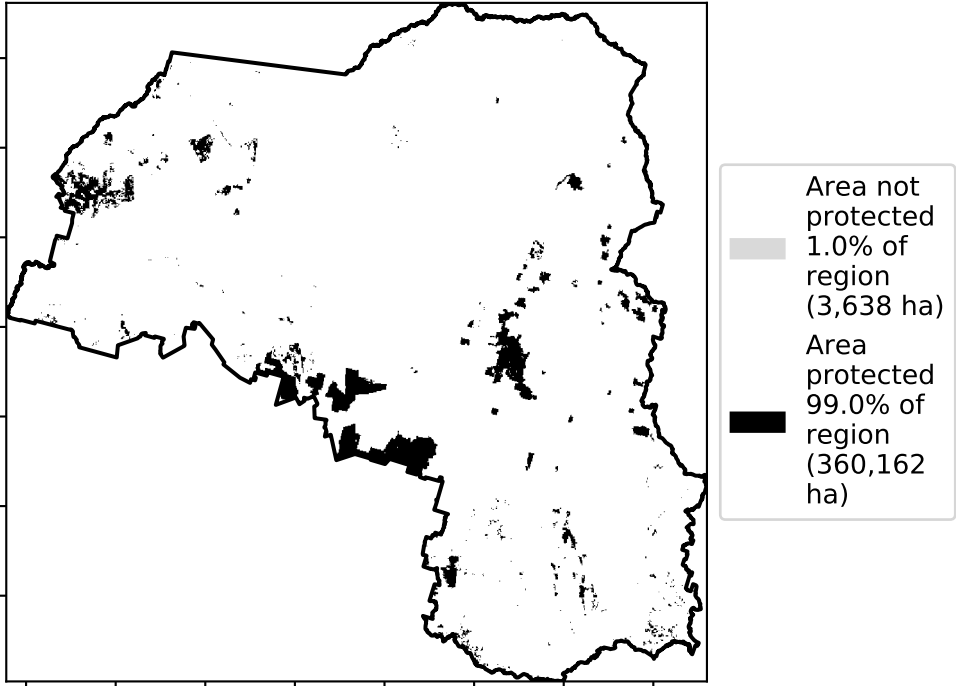 Area not
protected
1.0% of
region
(3,638 ha)
Area
protected
99.0% of
region
(360,162
ha)